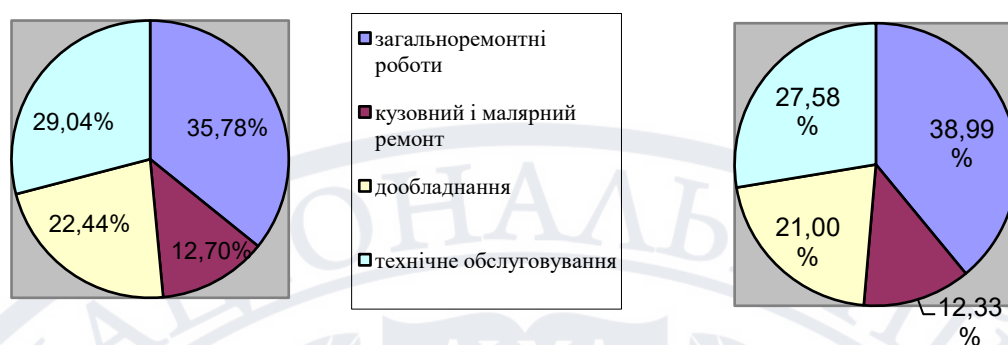 29,04%
35,78%
22,44%
12,70%
загальноремонтні
роботи
кузовний і малярний
ремонт
дообладнання
технічне обслуговування
27,58
%
38,99
%
21,00
%
12,33
%